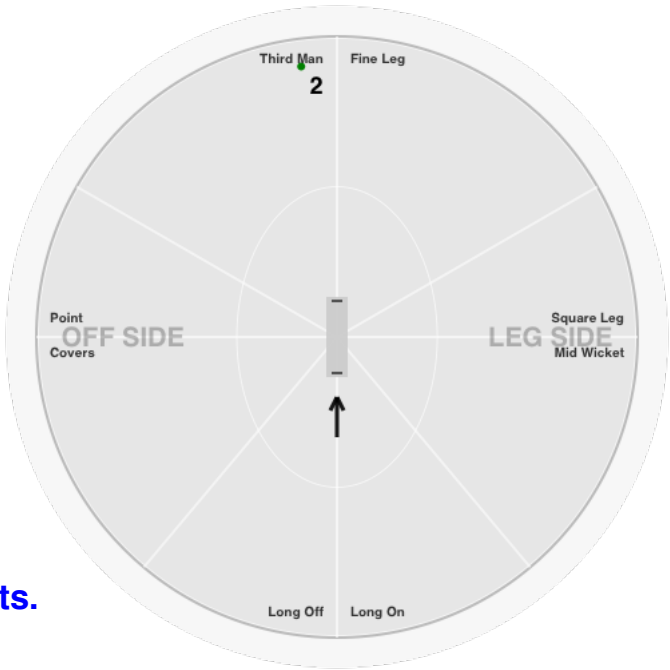 Third Man Fine Leg
2
Point Square Leg
OFF SIDE LEG SIDE
Covers Mid Wicket
ts.
Long Off Long On